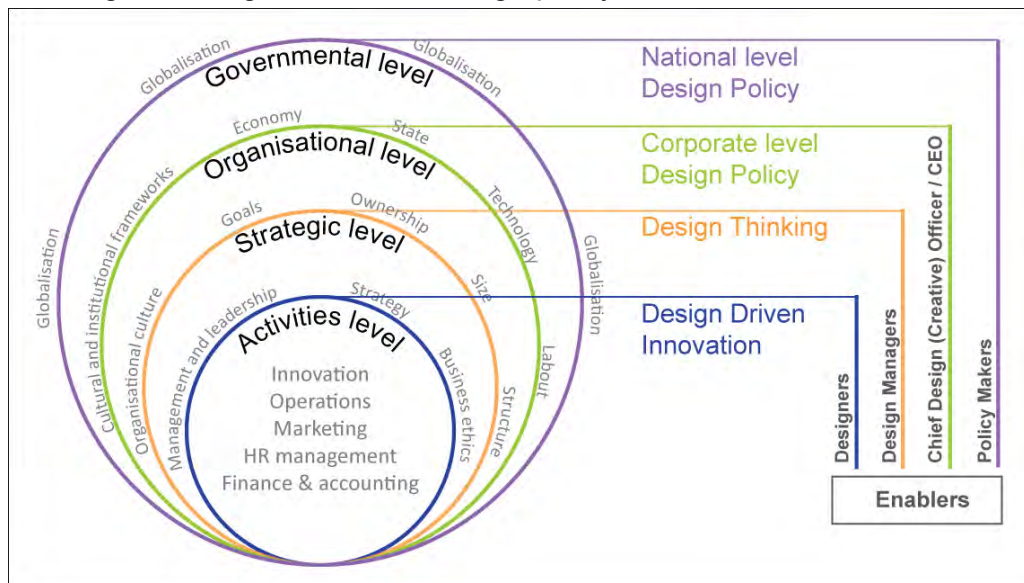 Globalisation
Globalisation
Governmental level
National level
Design Policy
Economy
State
Organisational level
Corporate level
Design Policy
Cultural and institutional frameworks
Technology
Goals
Ownership
Strategic level
Design Thinking
Globalisation
Globalisation
Organisational culture
Size
Management and leadership
Strategy
Activities level
Design Driven
Innovation
Labout
Structure
Business ethics
Innovation
Operations
Marketing
HR management
Finance & accounting
Designers
Design Managers
Chief Design (Creative) Officer / CEO
Policy Makers
Enablers